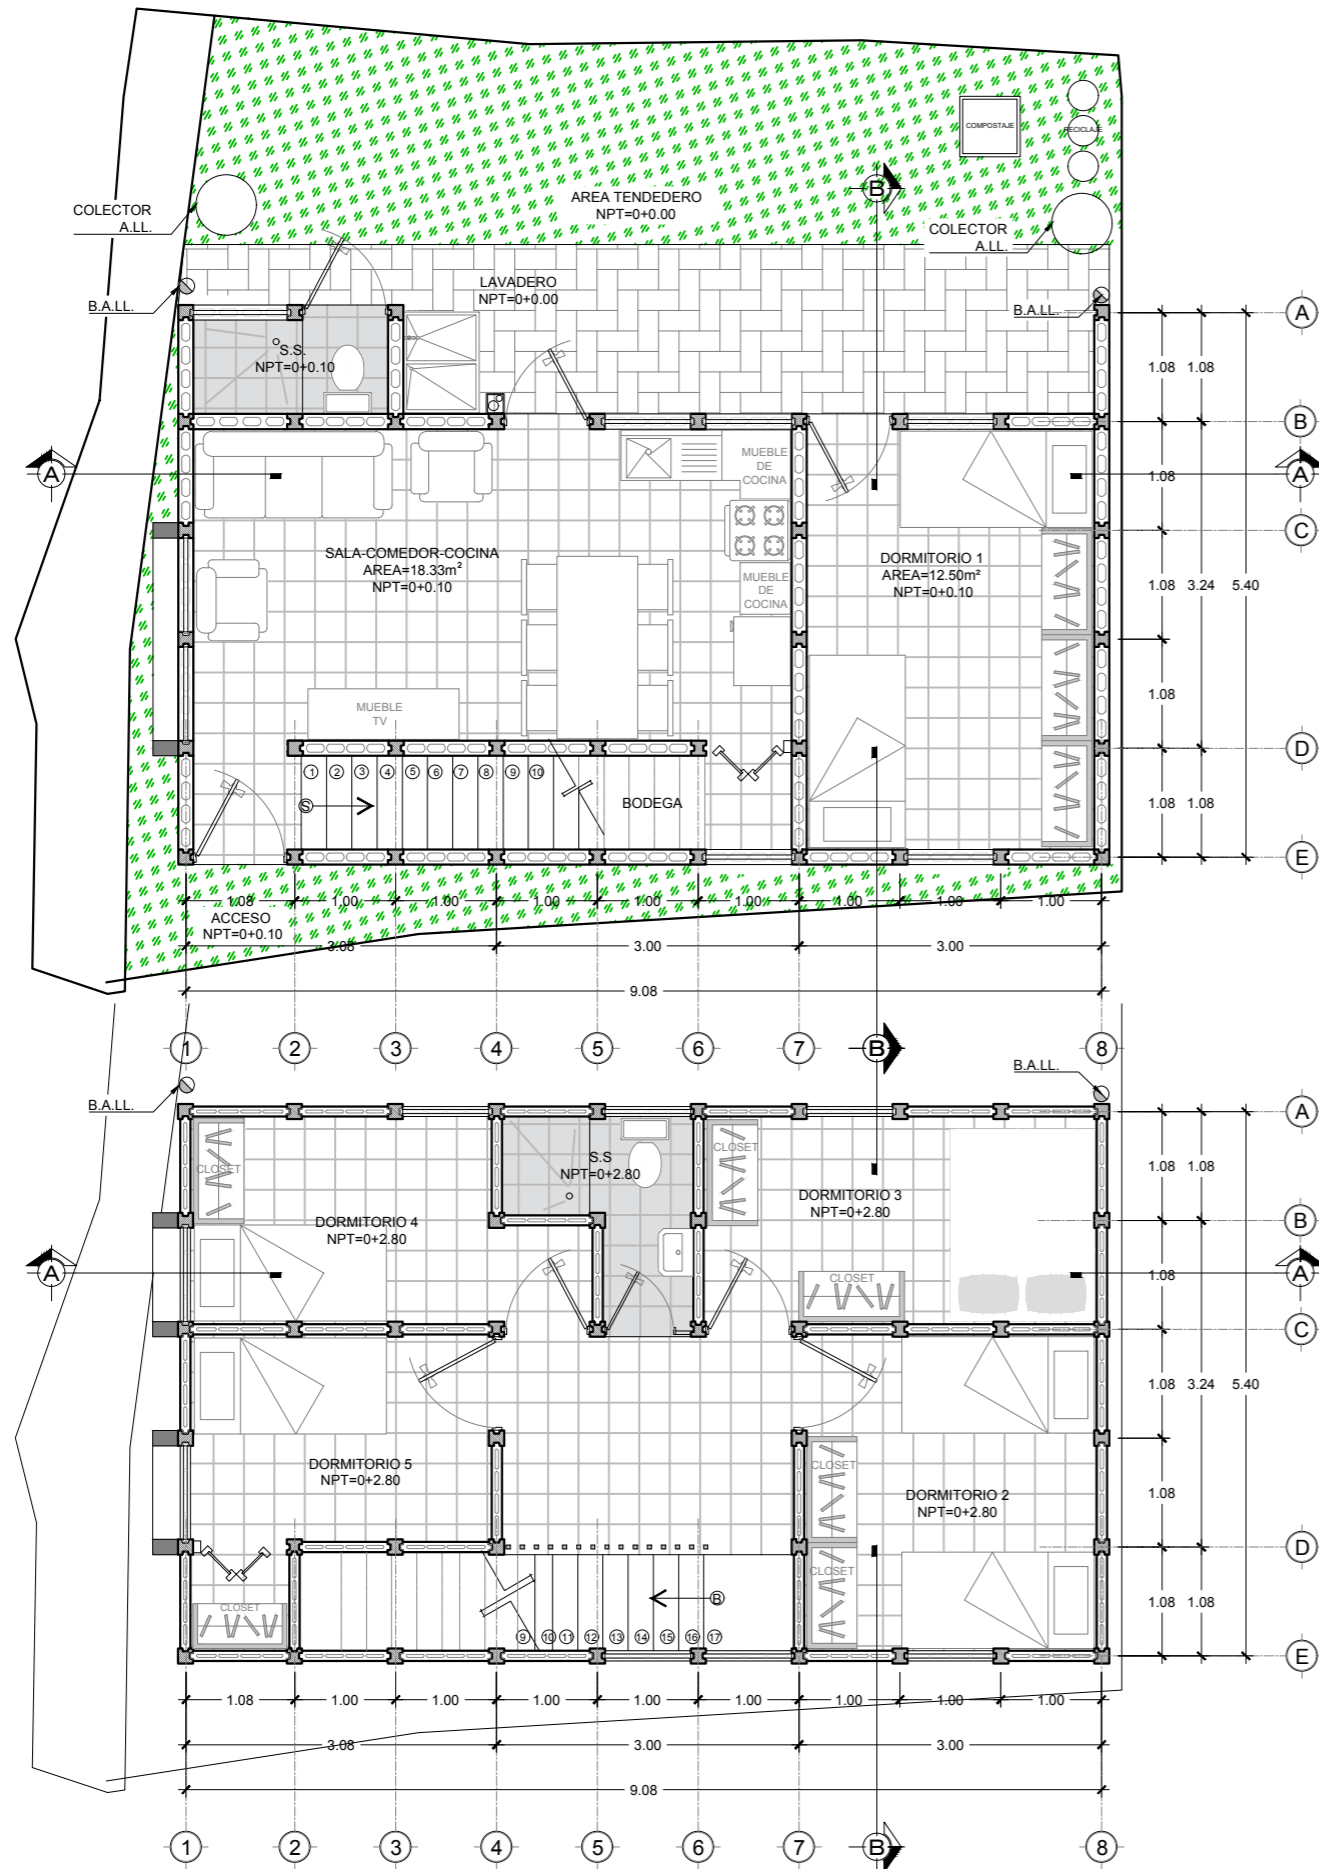 COMPOSTAJE
RECICLAJE
AREA TENDEDERO
NPT=0+0.00
B
COLECTOR
A.LL.
COLECTOR
A.LL.
LAVADERO
NPT=0+0.00
B.A.LL.
B.A.LL.
A
S.S.
NPT=0+0.10
1.08 1.08
B
MUEBLE
DE
COCINA
A
A
1.08
C
SALA-COMEDOR-COCINA
AREA=18.33m²
NPT=0+0.10
DORMITORIO 1
AREA=12.50m²
NPT=0+0.10
MUEBLE
DE
COCINA
1.08 3.24 5.40
1.08
MUEBLE
TV
D
1 2 3 4 5 6 7 8 9 10
S
BODEGA
1.08 1.08
E
1.08 1.00 1.00 1.00 1.00 1.00 1.00 1.00 1.00
ACCESO
NPT=0+0.10
3.08 3.00 3.00
9.08
1 2 3 4 5 6 7 B 8
B.A.LL.
B.A.LL.
A
CLOSET
S.S
NPT=0+2.80
CLOSET
1.08 1.08
DORMITORIO 4
NPT=0+2.80
DORMITORIO 3
NPT=0+2.80
B
A
CLOSET
1.08
A
C
1.08 3.24 5.40
DORMITORIO 5
NPT=0+2.80
CLOSET
DORMITORIO 2
NPT=0+2.80
1.08
D
CLOSET
CLOSET
B
1.08 1.08
9 10 11 12 13 14 15 16 17
E
1.08 1.00 1.00 1.00 1.00 1.00 1.00 1.00 1.00
3.08 3.00 3.00
9.08
1 2 3 4 5 6 7 B 8